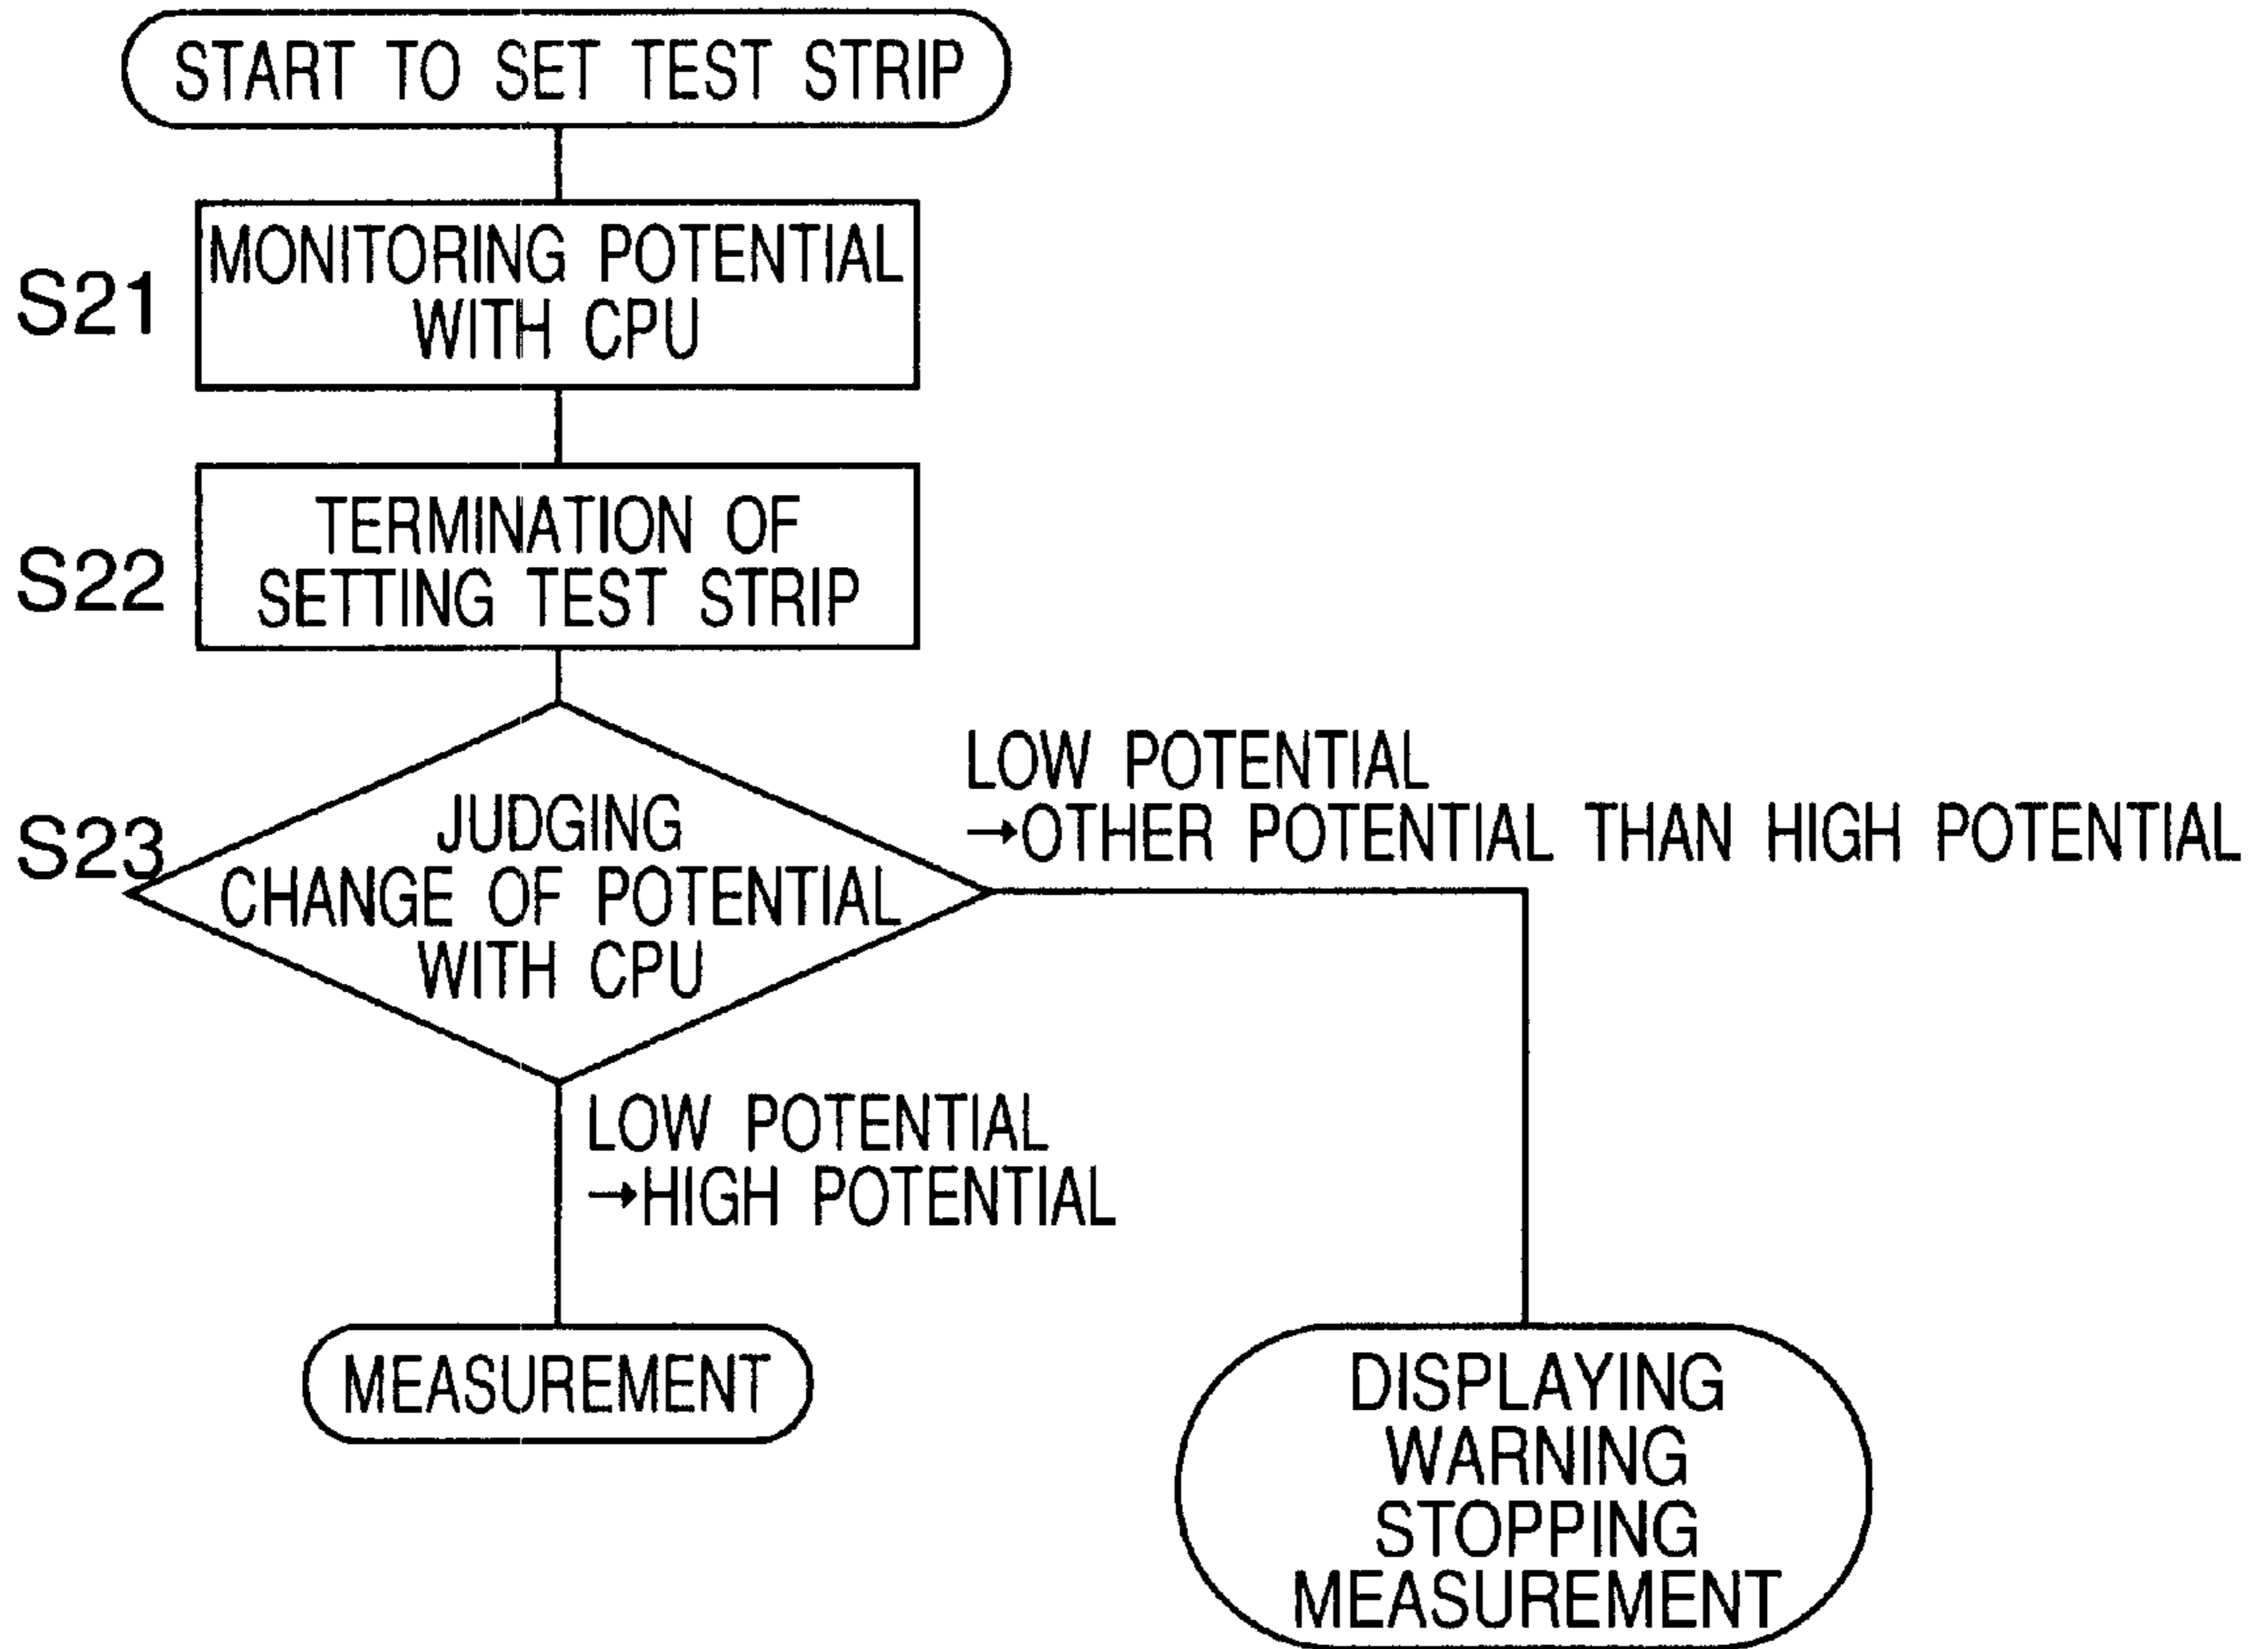 START TO SET TEST STRIP
S21
MONITORING POTENTIAL
WITH CPU
S22
TERMINATION OF
SETTING TEST STRIP
S23
JUDGING
CHANGE OF POTENTIAL
WITH CPU
LOW POTENTIAL
→OTHER POTENTIAL THAN HIGH POTENTIAL
LOW POTENTIAL
→HIGH POTENTIAL
MEASUREMENT
DISPLAYING
WARNING
STOPPING
MEASUREMENT